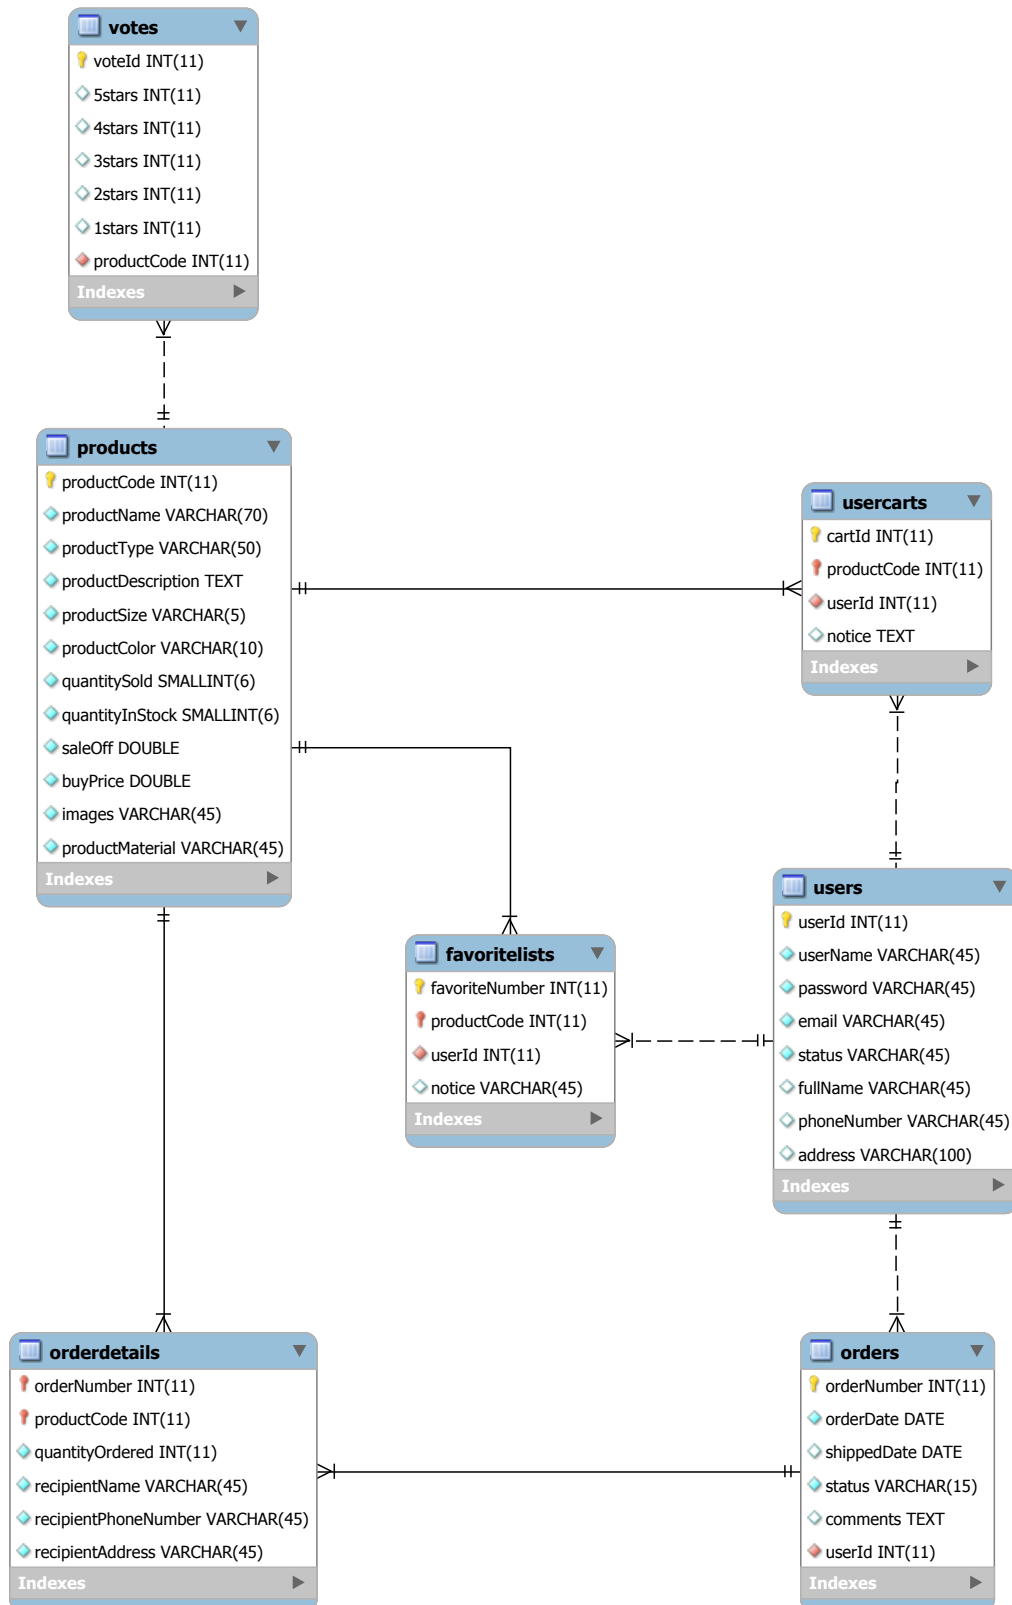 votes
voteId INT(11)
5stars INT(11)
4stars INT(11)
3stars INT(11)
2stars INT(11)
1stars INT(11)
productCode INT(11)
Indexes
products
productCode INT(11)
productName VARCHAR(70)
productType VARCHAR(50)
productDescription TEXT
productSize VARCHAR(5)
productColor VARCHAR(10)
quantitySold SMALLINT(6)
quantityInStock SMALLINT(6)
saleOff DOUBLE
buyPrice DOUBLE
images VARCHAR(45)
productMaterial VARCHAR(45)
Indexes
usercarts
cartId INT(11)
productCode INT(11)
userId INT(11)
notice TEXT
Indexes
favoritelists
favoriteNumber INT(11)
productCode INT(11)
userId INT(11)
notice VARCHAR(45)
Indexes
users
userId INT(11)
userName VARCHAR(45)
password VARCHAR(45)
email VARCHAR(45)
status VARCHAR(45)
fullName VARCHAR(45)
phoneNumber VARCHAR(45)
address VARCHAR(100)
Indexes
orderdetails
orderNumber INT(11)
productCode INT(11)
quantityOrdered INT(11)
recipientName VARCHAR(45)
recipientPhoneNumber VARCHAR(45)
recipientAddress VARCHAR(45)
Indexes
orders
orderNumber INT(11)
orderDate DATE
shippedDate DATE
status VARCHAR(15)
comments TEXT
userId INT(11)
Indexes